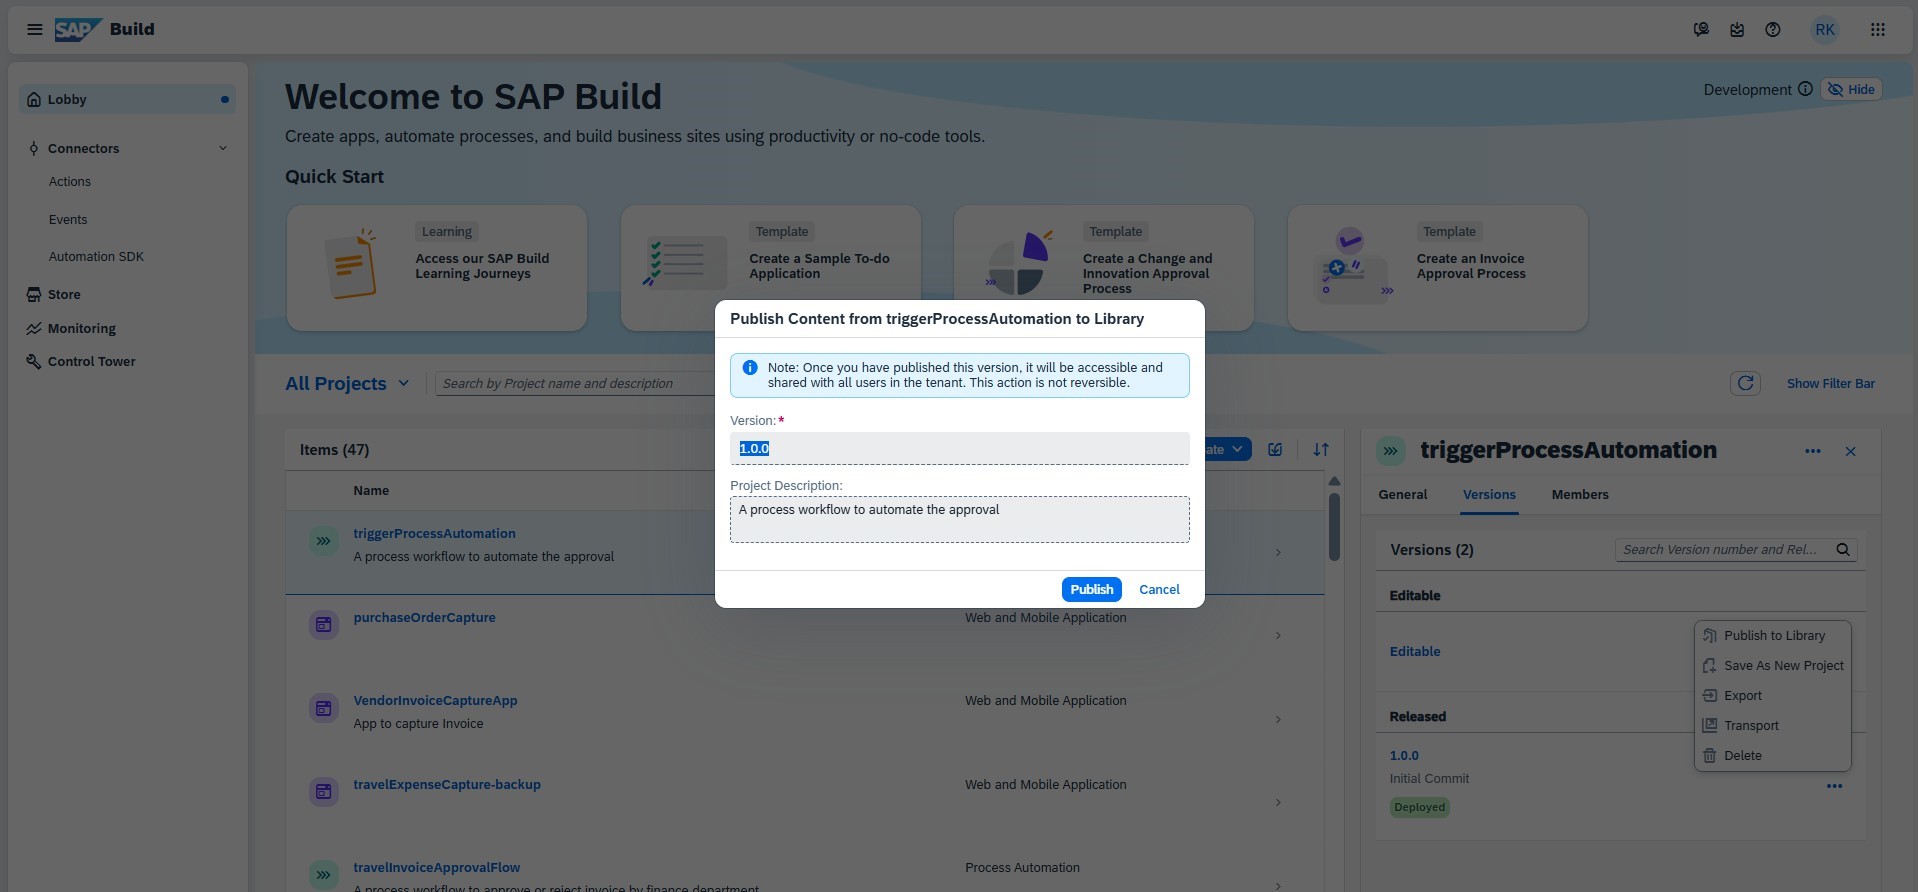 SAP Build
RK
Lobby
Connectors
Actions
Events
Automation SDK
Store
Monitoring
Control Tower
Welcome to SAP Build
Create apps, automate processes, and build business sites using productivity or no-code tools.
Development
Hide
Quick Start
Learning
Access our SAP Build
Learning Journeys
Template
Create a Sample To-do
Application
Template
Create a Change and
Innovation Approval
Process
Template
Create an Invoice
Approval Process
All Projects
Search by Project name and description
Show Filter Bar
Items (47)
ate
Name
triggerProcessAutomation
A process workflow to automate the approval
purchaseOrderCapture
Web and Mobile Application
VendorInvoiceCaptureApp
Web and Mobile Application
App to capture Invoice
travelExpenseCapture-backup
Web and Mobile Application
travelInvoiceApprovalFlow
Process Automation
A process workflow to approve or reject invoice by finance department
Publish Content from triggerProcessAutomation to Library
Note: Once you have published this version, it will be accessible and
shared with all users in the tenant. This action is not reversible.
Version:*
1.0.0
Project Description:
A process workflow to automate the approval
Publish
Cancel
triggerProcessAutomation
General
Versions
Members
Versions (2)
Search Version number and Rel...
Editable
Editable
Publish to Library
Save As New Project
Export
Transport
Delete
Released
1.0.0
Initial Commit
Deployed